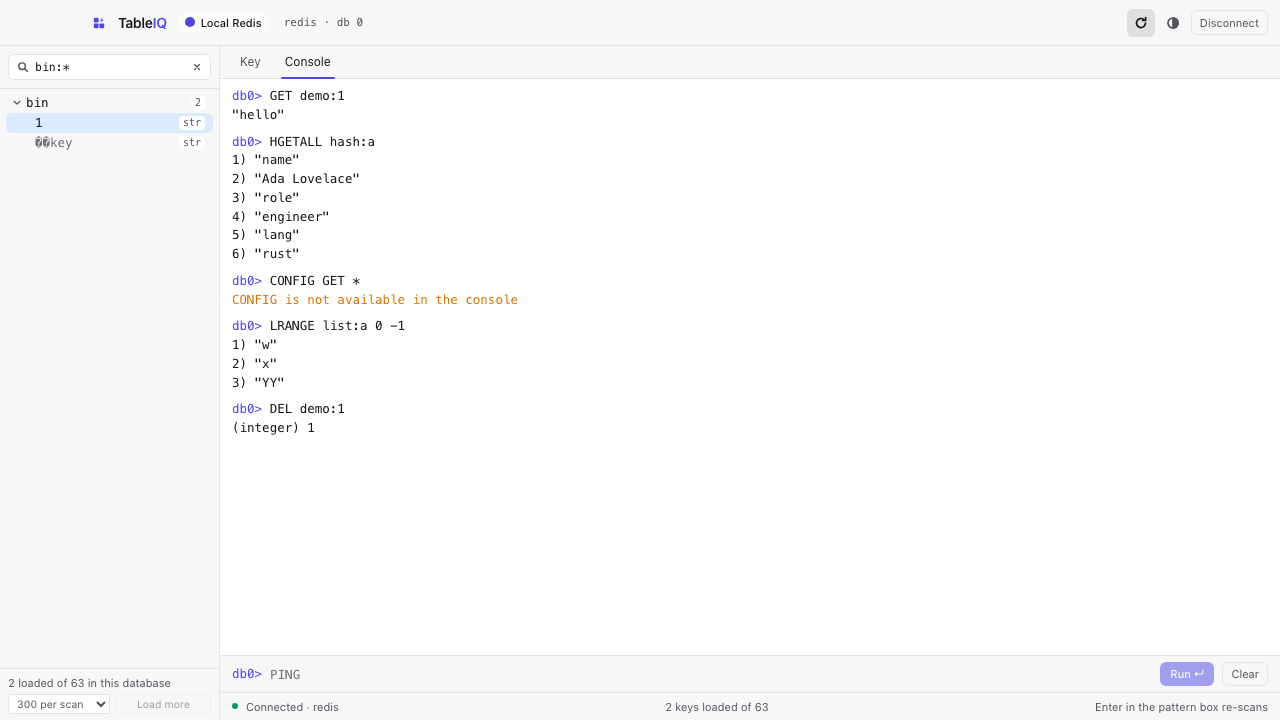 TableIQ
Local Redis
redis · db 0
Disconnect
bin:*
Key
Console
bin
2
1
str
��key
str
db0> GET demo:1
"hello"
db0> HGETALL hash:a
1) "name"
2) "Ada Lovelace"
3) "role"
4) "engineer"
5) "lang"
6) "rust"
db0> CONFIG GET *
CONFIG is not available in the console
db0> LRANGE list:a 0 -1
1) "w"
2) "x"
3) "YY"
db0> DEL demo:1
(integer) 1
db0> PING
Run ↵
Clear
2 loaded of 63 in this database
300 per scan
Load more
Connected · redis
2 keys loaded of 63
Enter in the pattern box re-scans